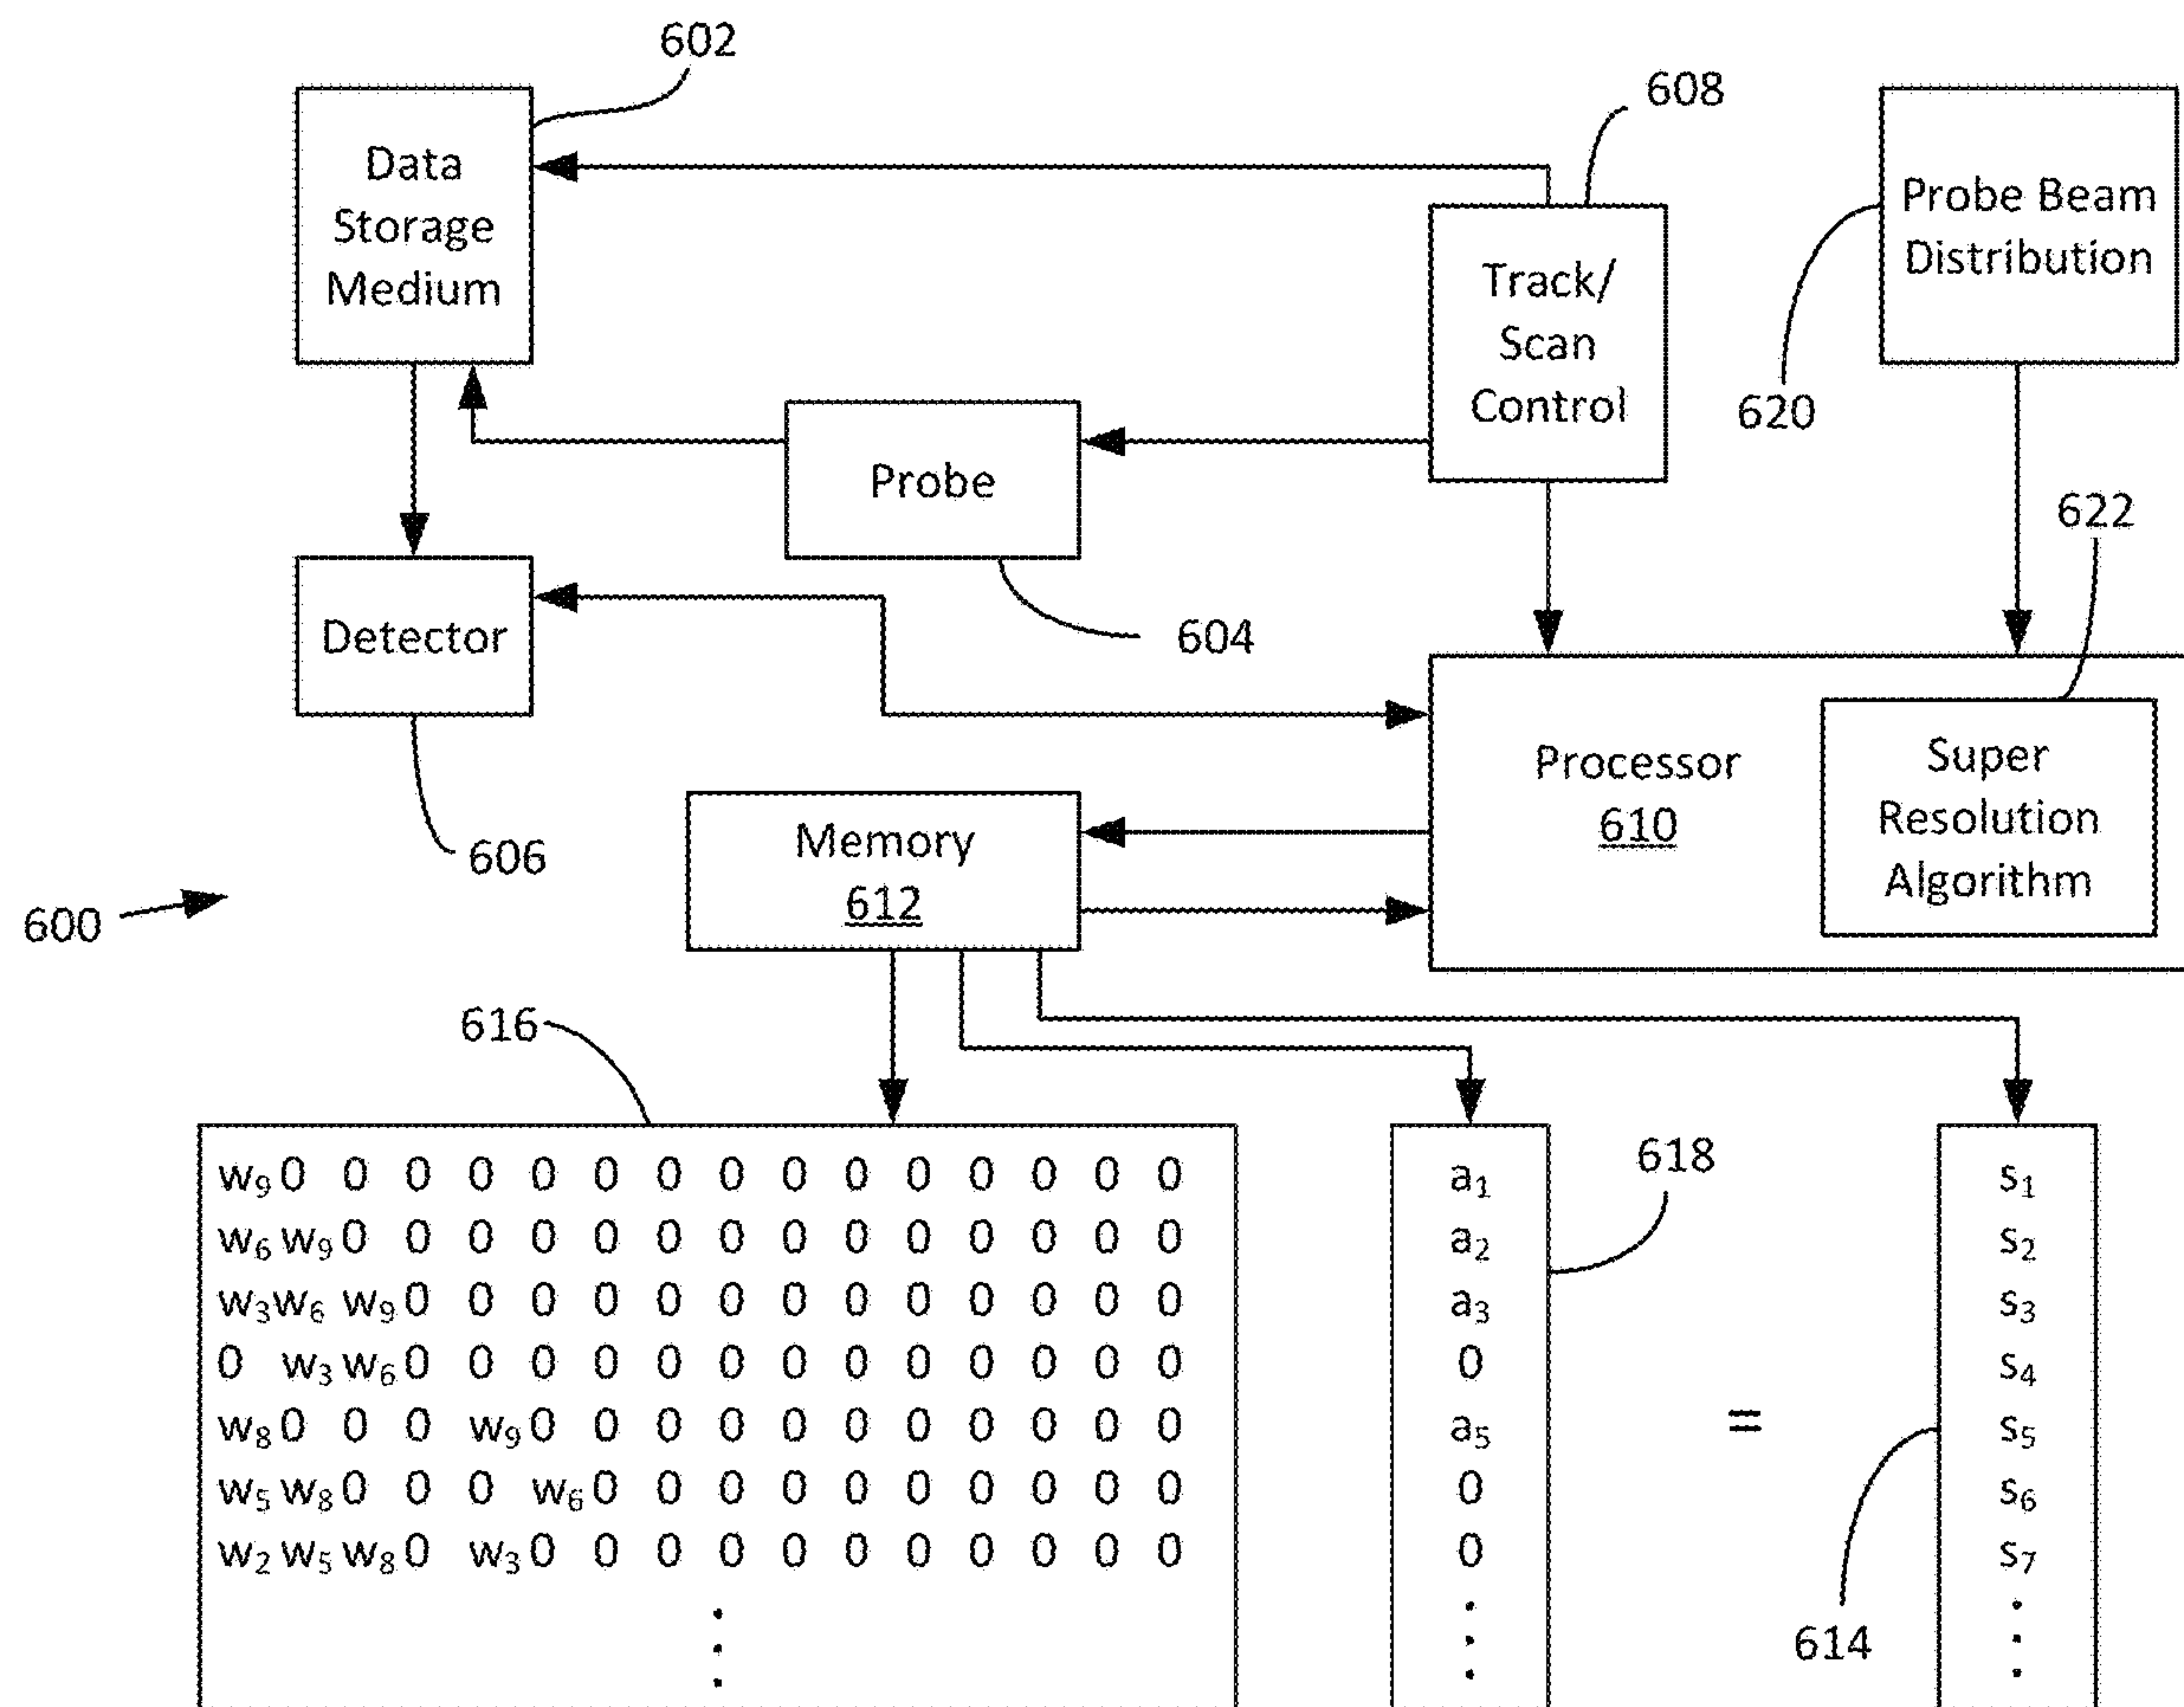 602
608
Data
Storage
Medium
Probe Beam
Distribution
Track/
Scan
Control
620
Probe
622
Detector
604
Processor
610
Super
Resolution
Algorithm
Memory
612
606
600
616
618
w₉ 0 0 0 0 0 0 0 0 0 0 0 0 0 0 0
w₆ w₉ 0 0 0 0 0 0 0 0 0 0 0 0 0 0
w₃ w₆ w₉ 0 0 0 0 0 0 0 0 0 0 0 0 0
0 w₃ w₆ 0 0 0 0 0 0 0 0 0 0 0 0 0
w₈ 0 0 0 w₉ 0 0 0 0 0 0 0 0 0 0 0
w₅ w₈ 0 0 0 w₆ 0 0 0 0 0 0 0 0 0 0
w₂ w₅ w₈ 0 w₃ 0 0 0 0 0 0 0 0 0 0 0
a₁
a₂
a₃
0
a₅
0
0
=
s₁
s₂
s₃
s₄
s₅
s₆
s₇
614